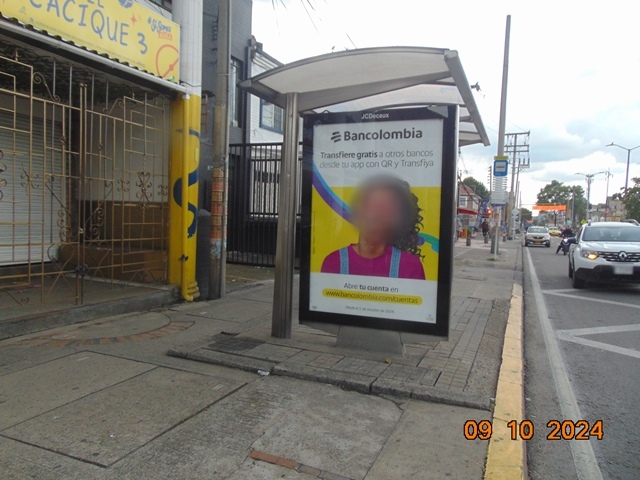 EL
CACIQUE 3
JCDecaux
Bancolombia
Transfiere gratis a otros bancos
desde tu app con QR y Transfiya
Abre tu cuenta en
www.bancolombia.com/cuentas
09 10 2024